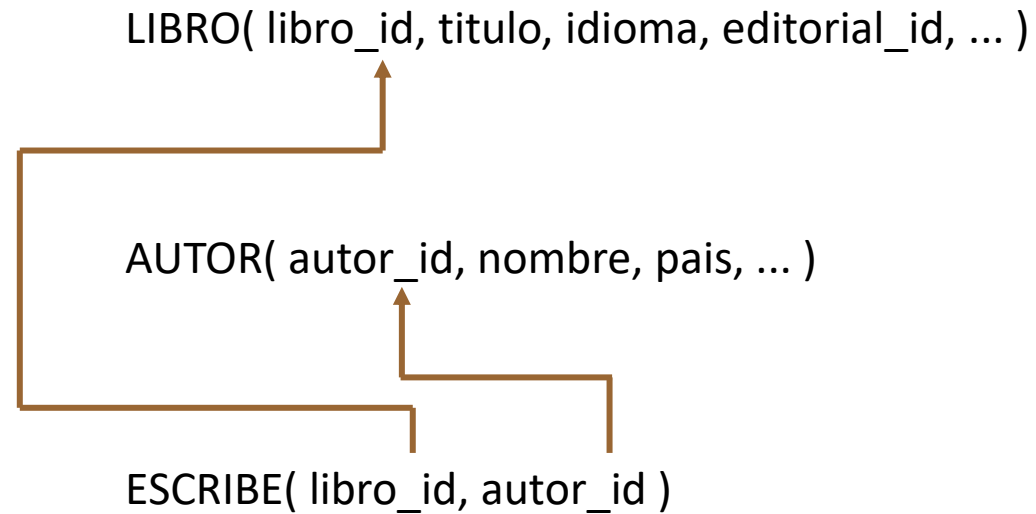 LIBRO( libro_id, titulo, idioma, editorial_id, ... )
AUTOR( autor_id, nombre, pais, ... )
ESCRIBE( libro_id, autor_id )